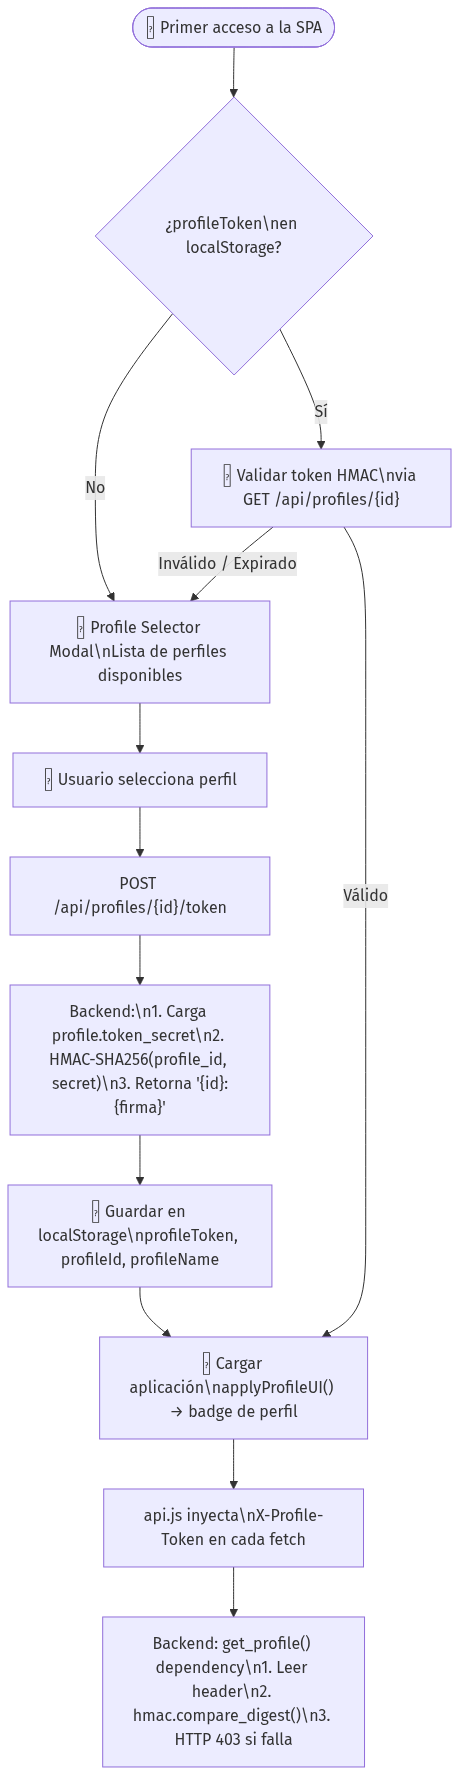 Primer acceso a la SPA
¿profileToken\nen
localStorage?
Sí
Validar token HMAC\nvia
GET /api/profiles/{id}
No
Inválido / Expirado
Profile Selector
Modal\nLista de perfiles
disponibles
Usuario selecciona perfil
POST
/api/profiles/{id}/token
Válido
Backend:\n1. Carga
profile.token_secret\n2.
HMAC-SHA256(profile_id,
secret)\n3. Retorna '{id}:
{firma}'
Guardar en
localStorage\nprofileToken,
profileId, profileName
Cargar
aplicación\napplyProfileUI()
→ badge de perfil
api.js inyecta\nX-Profile-
Token en cada fetch
Backend: get_profile()
dependency\n1. Leer
header\n2.
hmac.compare_digest()\n3.
HTTP 403 si falla